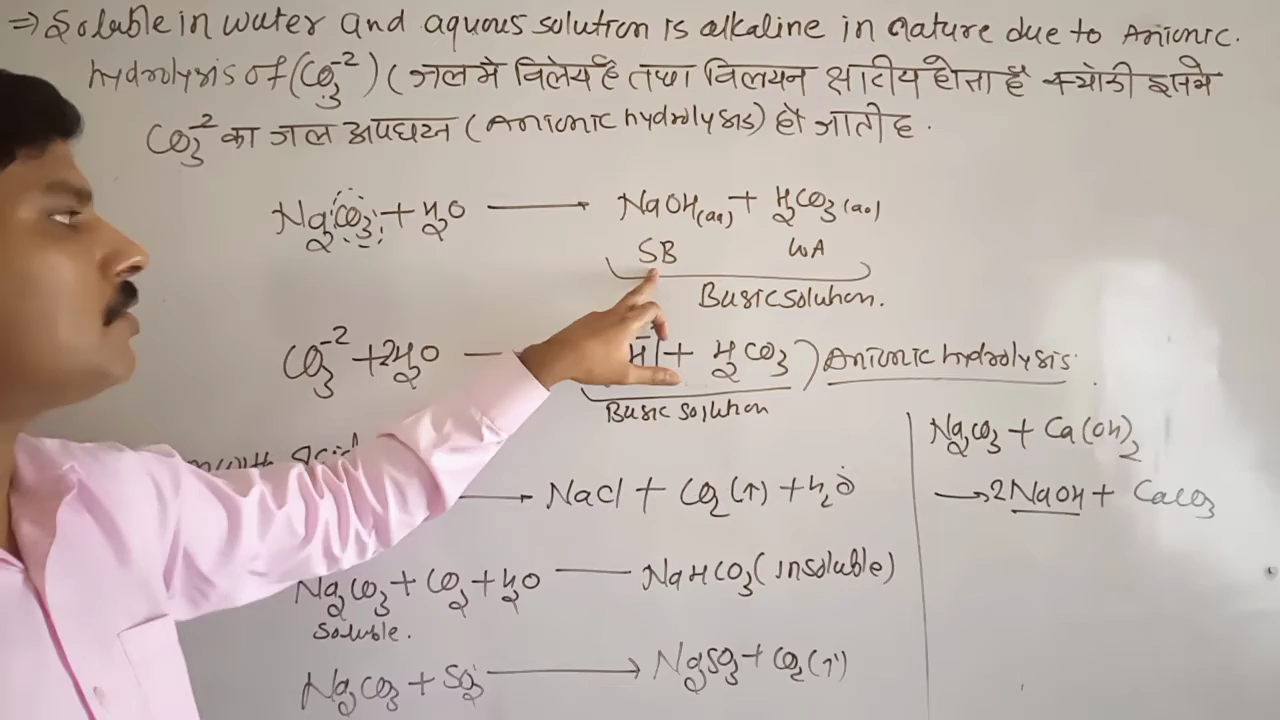 ⇒ Soluble in water and aquous solution is alkaline in nature due to Anionic.
hydrolysis of (CO₃⁻²) (जल मे विलेय है तथा विलयन क्षारीय होता है क्योकी इसमे
CO₃⁻² का जल अपघयन (Anionic hydrolysis) हो जाती है.
Na₂CO₃ + H₂O ⟶ NaOH(aq) + H₂CO₃(aq)
SB WA
Basic solution.
CO₃⁻² + 2H₂O — H⁻ + H₂CO₃) Anionic hydrolysis.
Basic solution
with acid
⟶ NaCl + CO₂(↑) + H₂O
Na₂CO₃ + CO₂ + H₂O — NaHCO₃ (insoluble)
Soluble.
Na₂CO₃ + SO₂ ⟶ Na₂SO₃ + CO₂(↑)
Na₂CO₃ + Ca(OH)₂
⟶ 2NaOH + CaCO₃